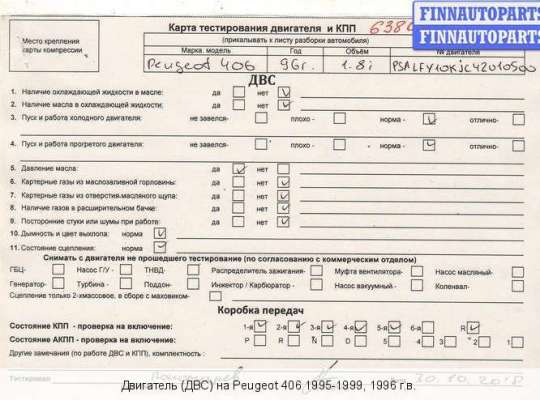 Карта тестирования двигателя и КПП
FINNAUTOPARTS
FINNAUTOPARTS
Место крепления карты компрессии
(прикалывать к листу разборки автомобиля)
Марка. модель Год Объём № двигателя
Peugeot 406 96г. 1.8i
ДВС
1. Наличие охлаждающей жидкости в масле: да нет
2. Наличие масла в охлаждающей жидкости: да нет
3. Пуск и работа холодного двигателя: не завелся- плохо - норма - отлично-
4. Пуск и работа прогретого двигателя: не завелся- плохо - норма - отлично-
5. Давление масла: да нет
6. Картерные газы из маслозаливной горловины: да нет
7. Картерные газы из отверстия-масляного щупа: да нет
8. Наличие газов в расширительном бачке: да нет
9. Посторонние стуки или шумы при работе: да нет
10. Дымность и цвет выхлопа: норма
11. Состояние сцепления: норма
Снимать с двигателя не прошедшего тестирование (по согласованию с коммерческим отделом)
ГБЦ- Насос Г/У - ТНВД- Распределитель зажигания- Муфта вентилятора- Насос масляный-
Генератор- Турбина - Поддон- Инжектор / Карбюратор - Насос вакуумный - Коленвал-
Сцепление только 2-хмассовое, в сборе с маховиком-
Коробка передач
Состояние КПП - проверка на включение: 1-я 2-я 3-я 4-я 5-я 6-я R
Состояние АКПП - проверка на включение: P R N D 5 4 3 2 1
Другие замечания (по работе ДВС и КПП), комплектность :
Тестировал 20.10.2018
Двигатель (ДВС) на Peugeot 406 1995-1999, 1996 г.в.